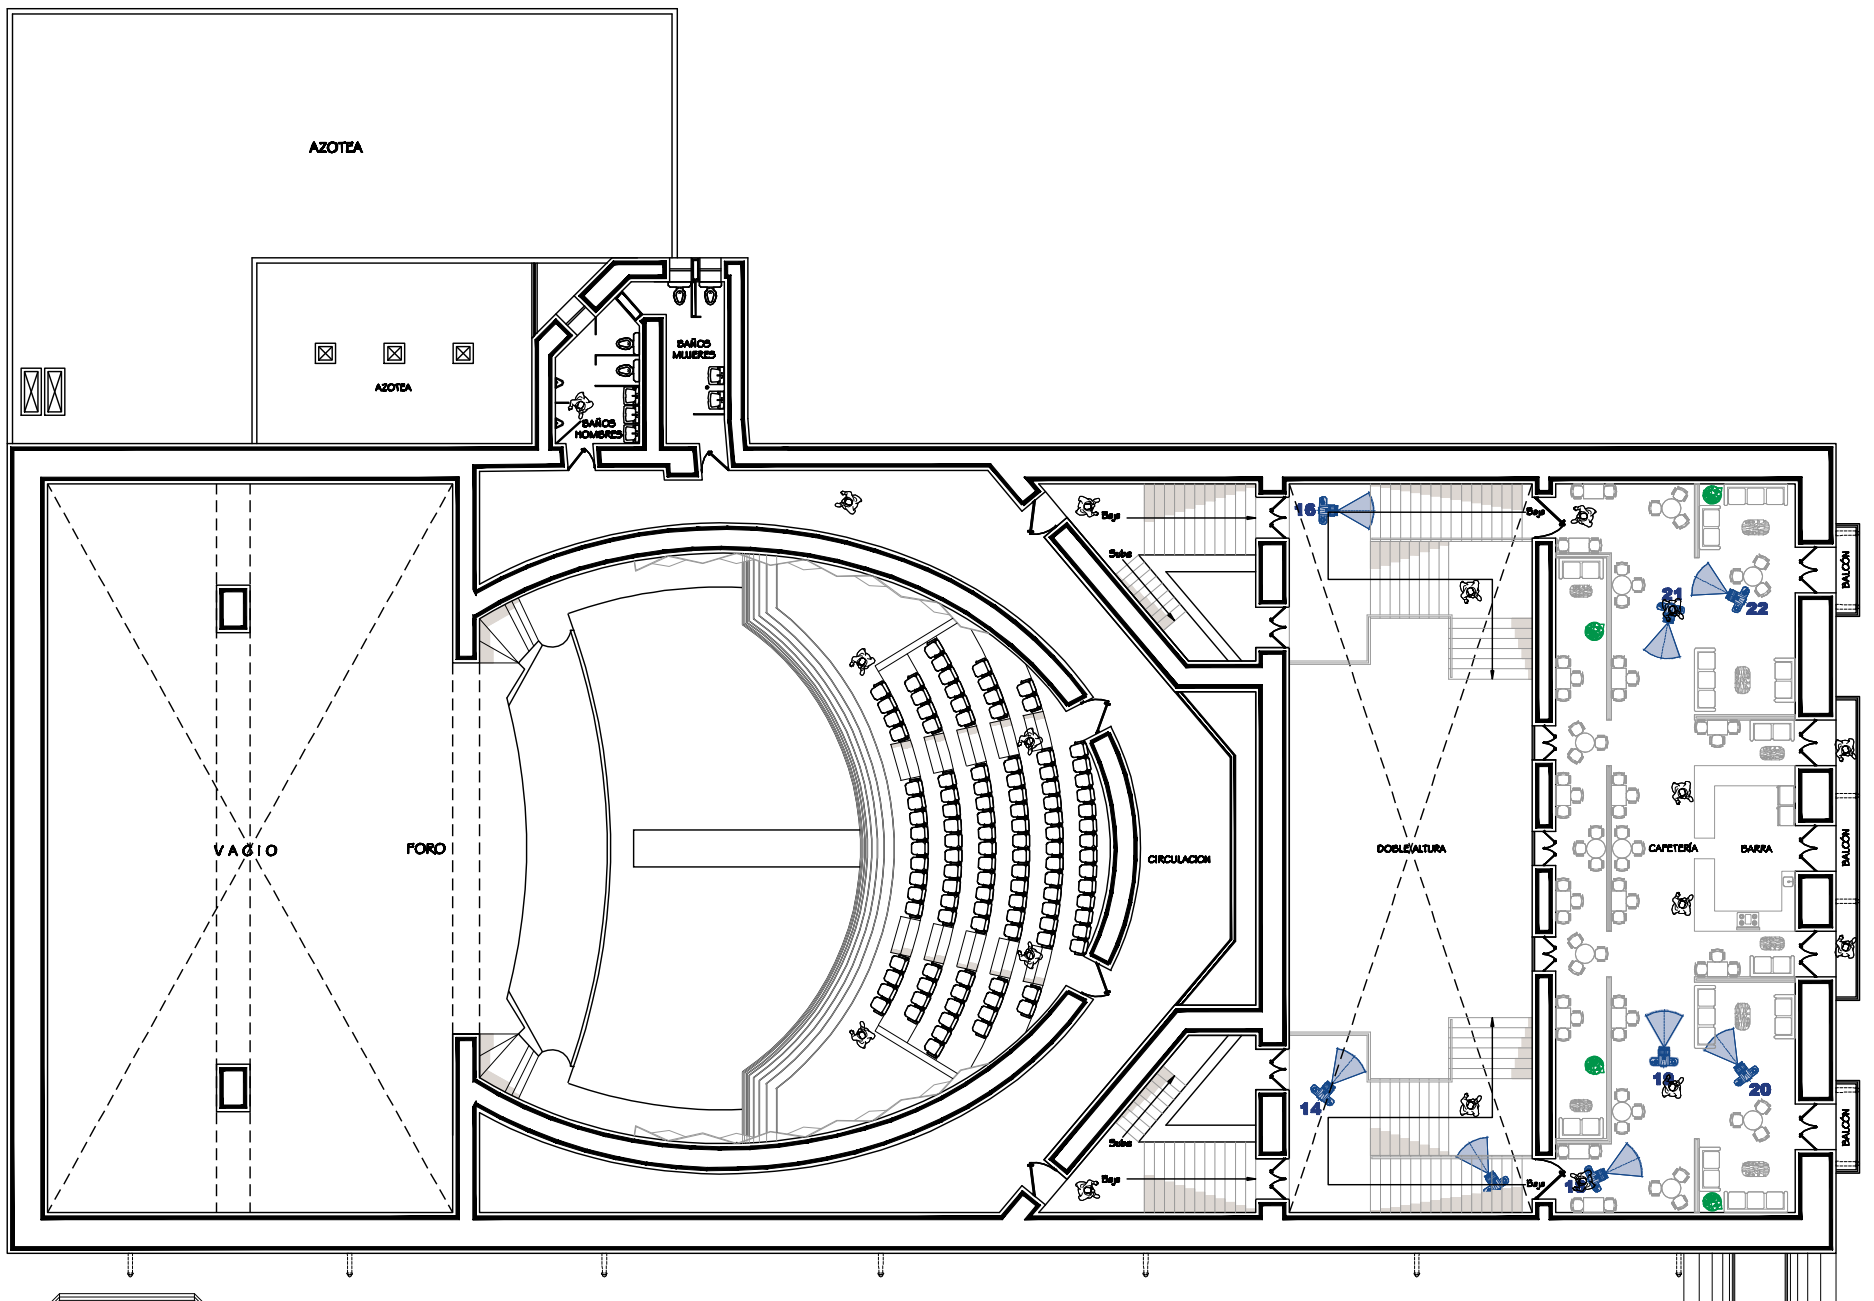 AZOTEA
AZOTEA
BAÑOS
MUJERES
BAÑOS
HOMBRES
Baja
Sube
16
Baja
BALCÓN
21
22
VACIO
FORO
CIRCULACION
DOBLE ALTURA
CAFETERÍA
BARRA
BALCÓN
18
20
14
Sube
Baja
Baja
BALCÓN